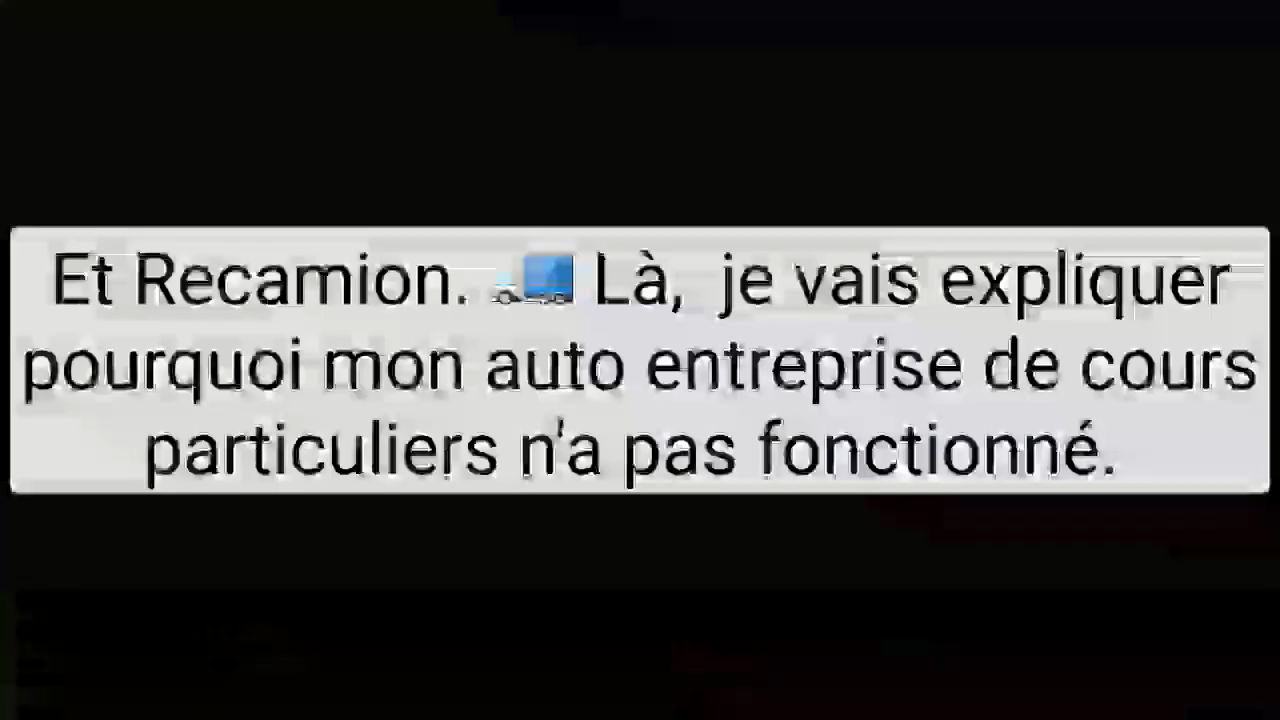 Et Recamion. 🚚 Là, je vais expliquer
pourquoi mon auto entreprise de cours
particuliers n'a pas fonctionné.